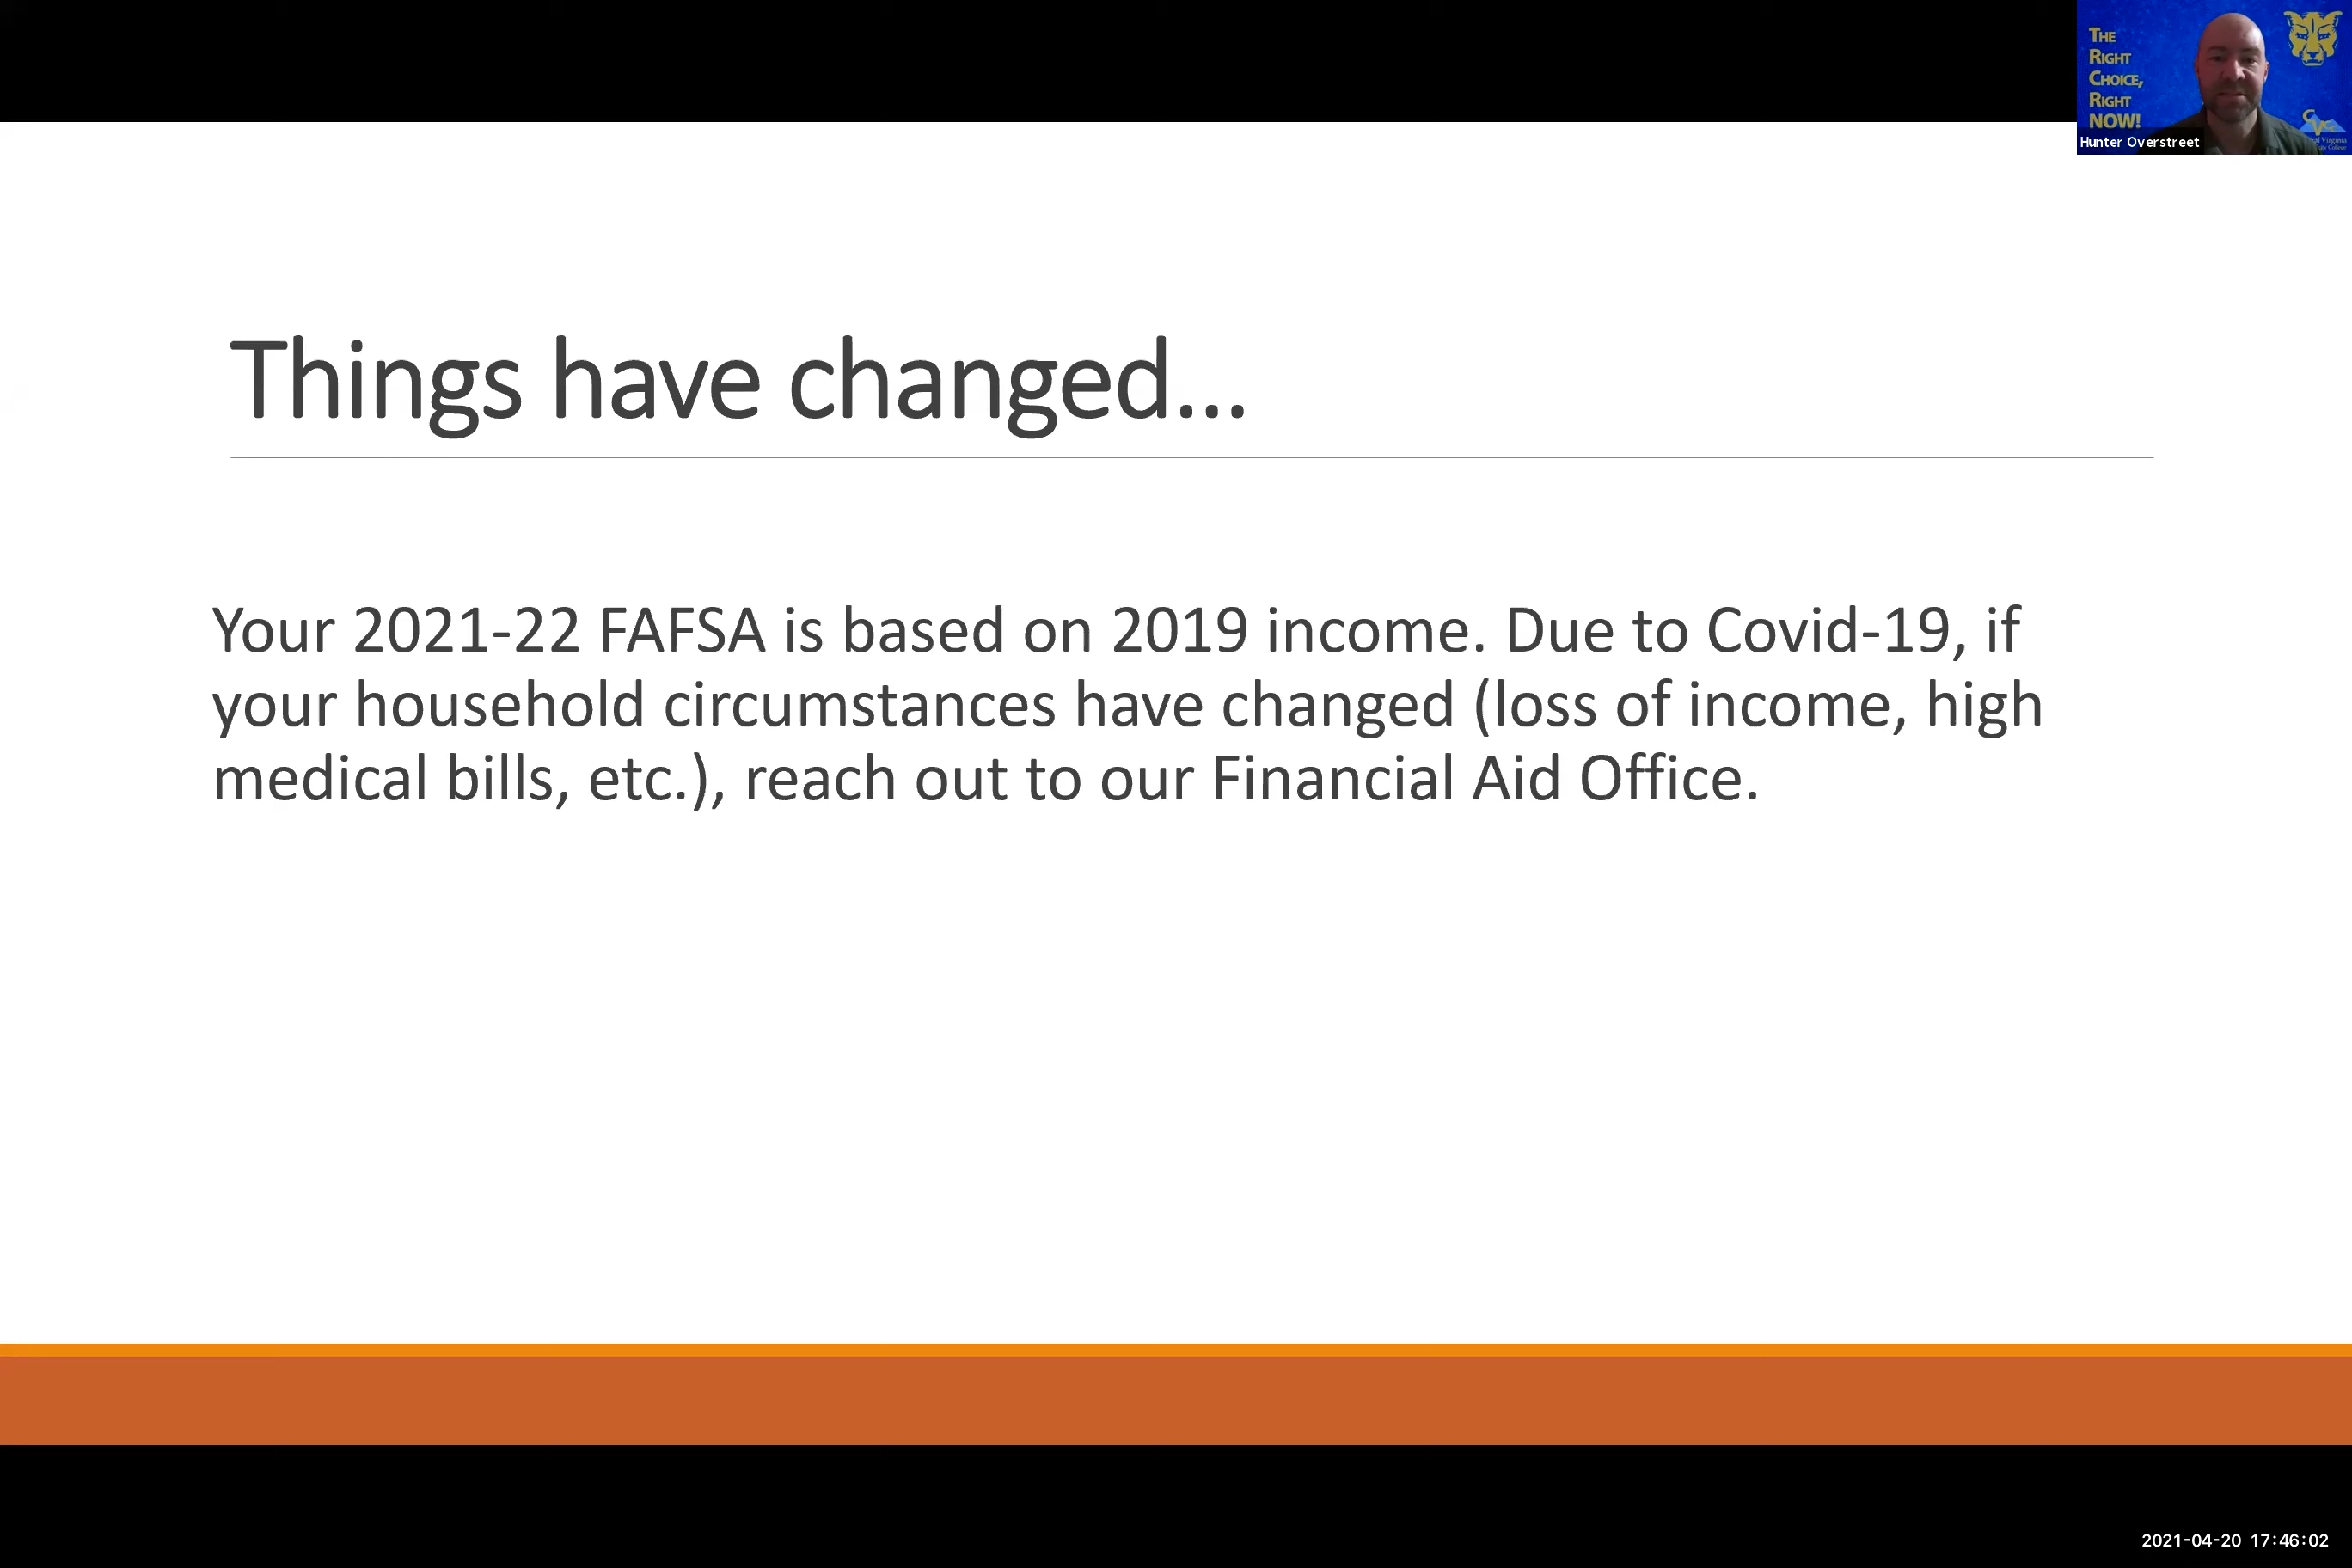 Things have changed...
Your 2021-22 FAFSA is based on 2019 income. Due to Covid-19, if
your household circumstances have changed (loss of income, high
medical bills, etc.), reach out to our Financial Aid Office.
THE
RIGHT
CHOICE,
RIGHT
NOW!
Hunter Overstreet
Virginia
College
2021-04-20 17:46:02